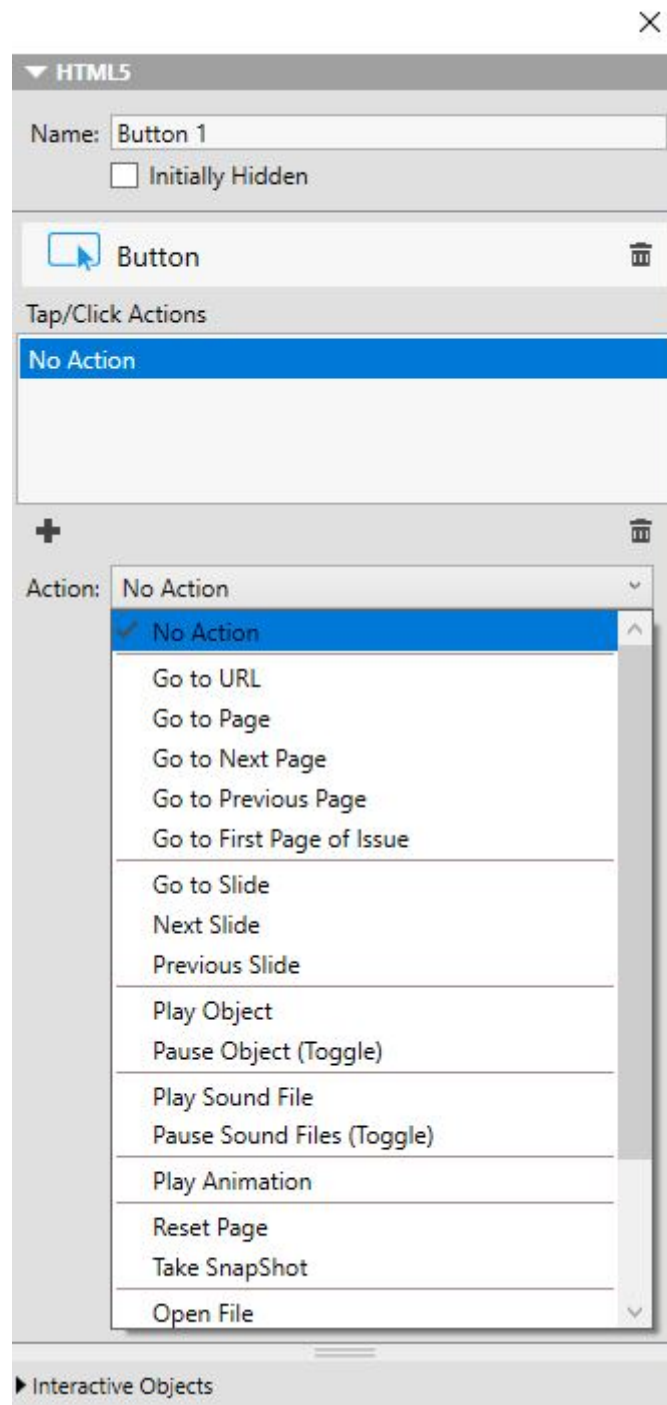 HTML5
Name: Button 1
Initially Hidden
Button
Tap/Click Actions
No Action
Action: No Action
No Action
Go to URL
Go to Page
Go to Next Page
Go to Previous Page
Go to First Page of Issue
Go to Slide
Next Slide
Previous Slide
Play Object
Pause Object (Toggle)
Play Sound File
Pause Sound Files (Toggle)
Play Animation
Reset Page
Take SnapShot
Open File
Interactive Objects